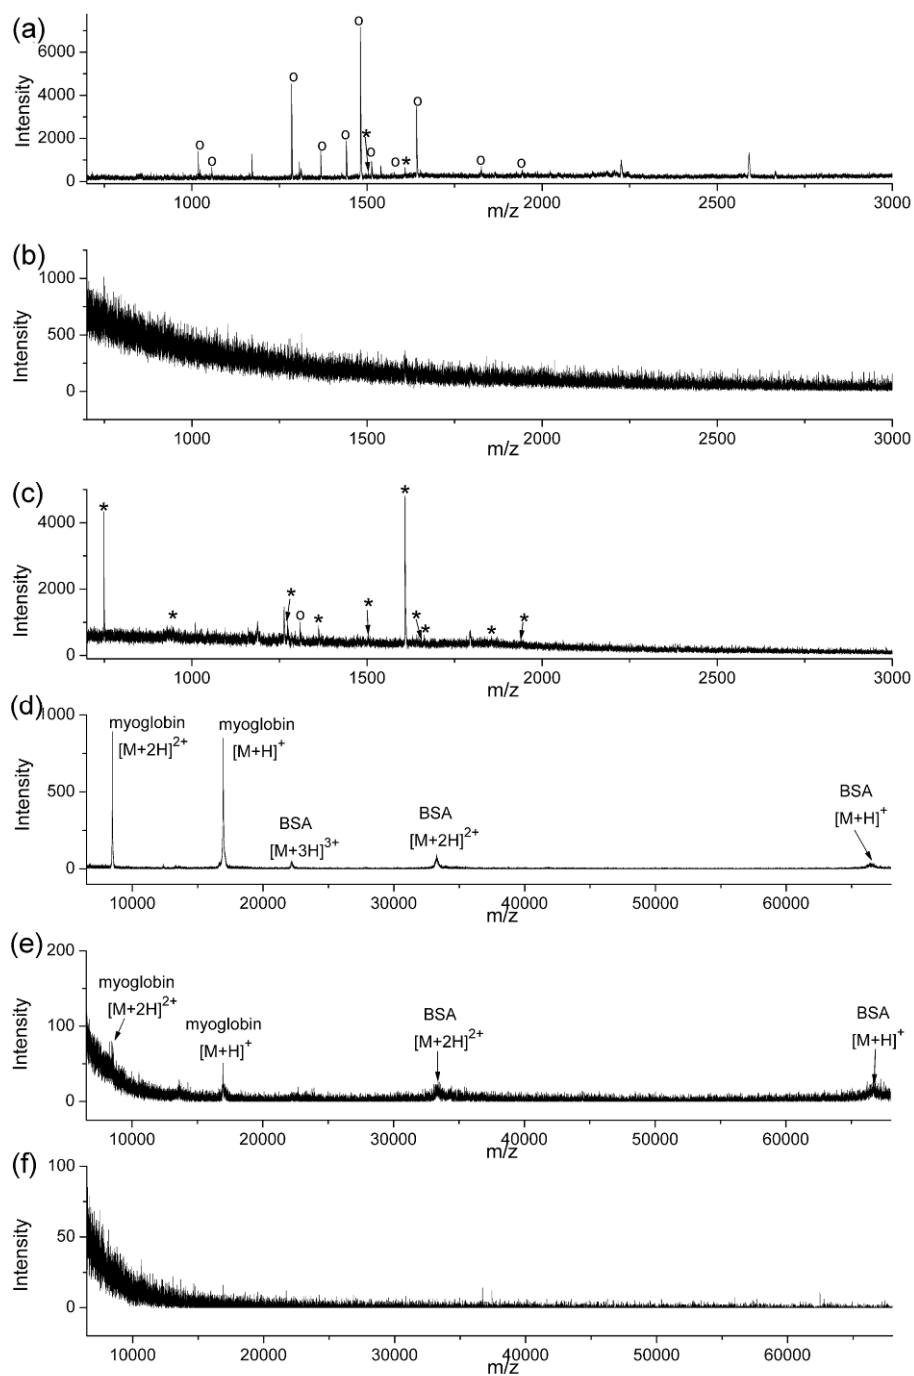 (a)
Intensity
6000
4000
2000
0
o o o o o * o o o * o o o
1000 1500 2000 2500 3000
m/z
(b)
Intensity
1000
500
0
1000 1500 2000 2500 3000
m/z
(c)
Intensity
4000
2000
0
* * * o * * * * * * *
1000 1500 2000 2500 3000
m/z
(d)
Intensity
1000
500
0
myoglobin
[M+2H]2+
myoglobin
[M+H]+
BSA
[M+3H]3+
BSA
[M+2H]2+
BSA
[M+H]+
10000 20000 30000 40000 50000 60000
m/z
(e)
Intensity
200
100
0
myoglobin
[M+2H]2+
myoglobin
[M+H]+
BSA
[M+2H]2+
BSA
[M+H]+
10000 20000 30000 40000 50000 60000
m/z
(f)
Intensity
100
50
0
10000 20000 30000 40000 50000 60000
m/z